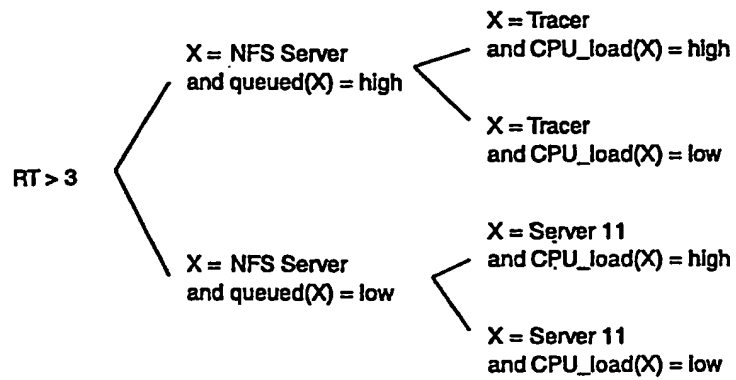 X = Tracer
and CPU_load(X) = high
X = NFS Server
and queued(X) = high
X = Tracer
and CPU_load(X) = low
RT > 3
X = Server 11
and CPU_load(X) = high
X = NFS Server
and queued(X) = low
X = Server 11
and CPU_load(X) = low